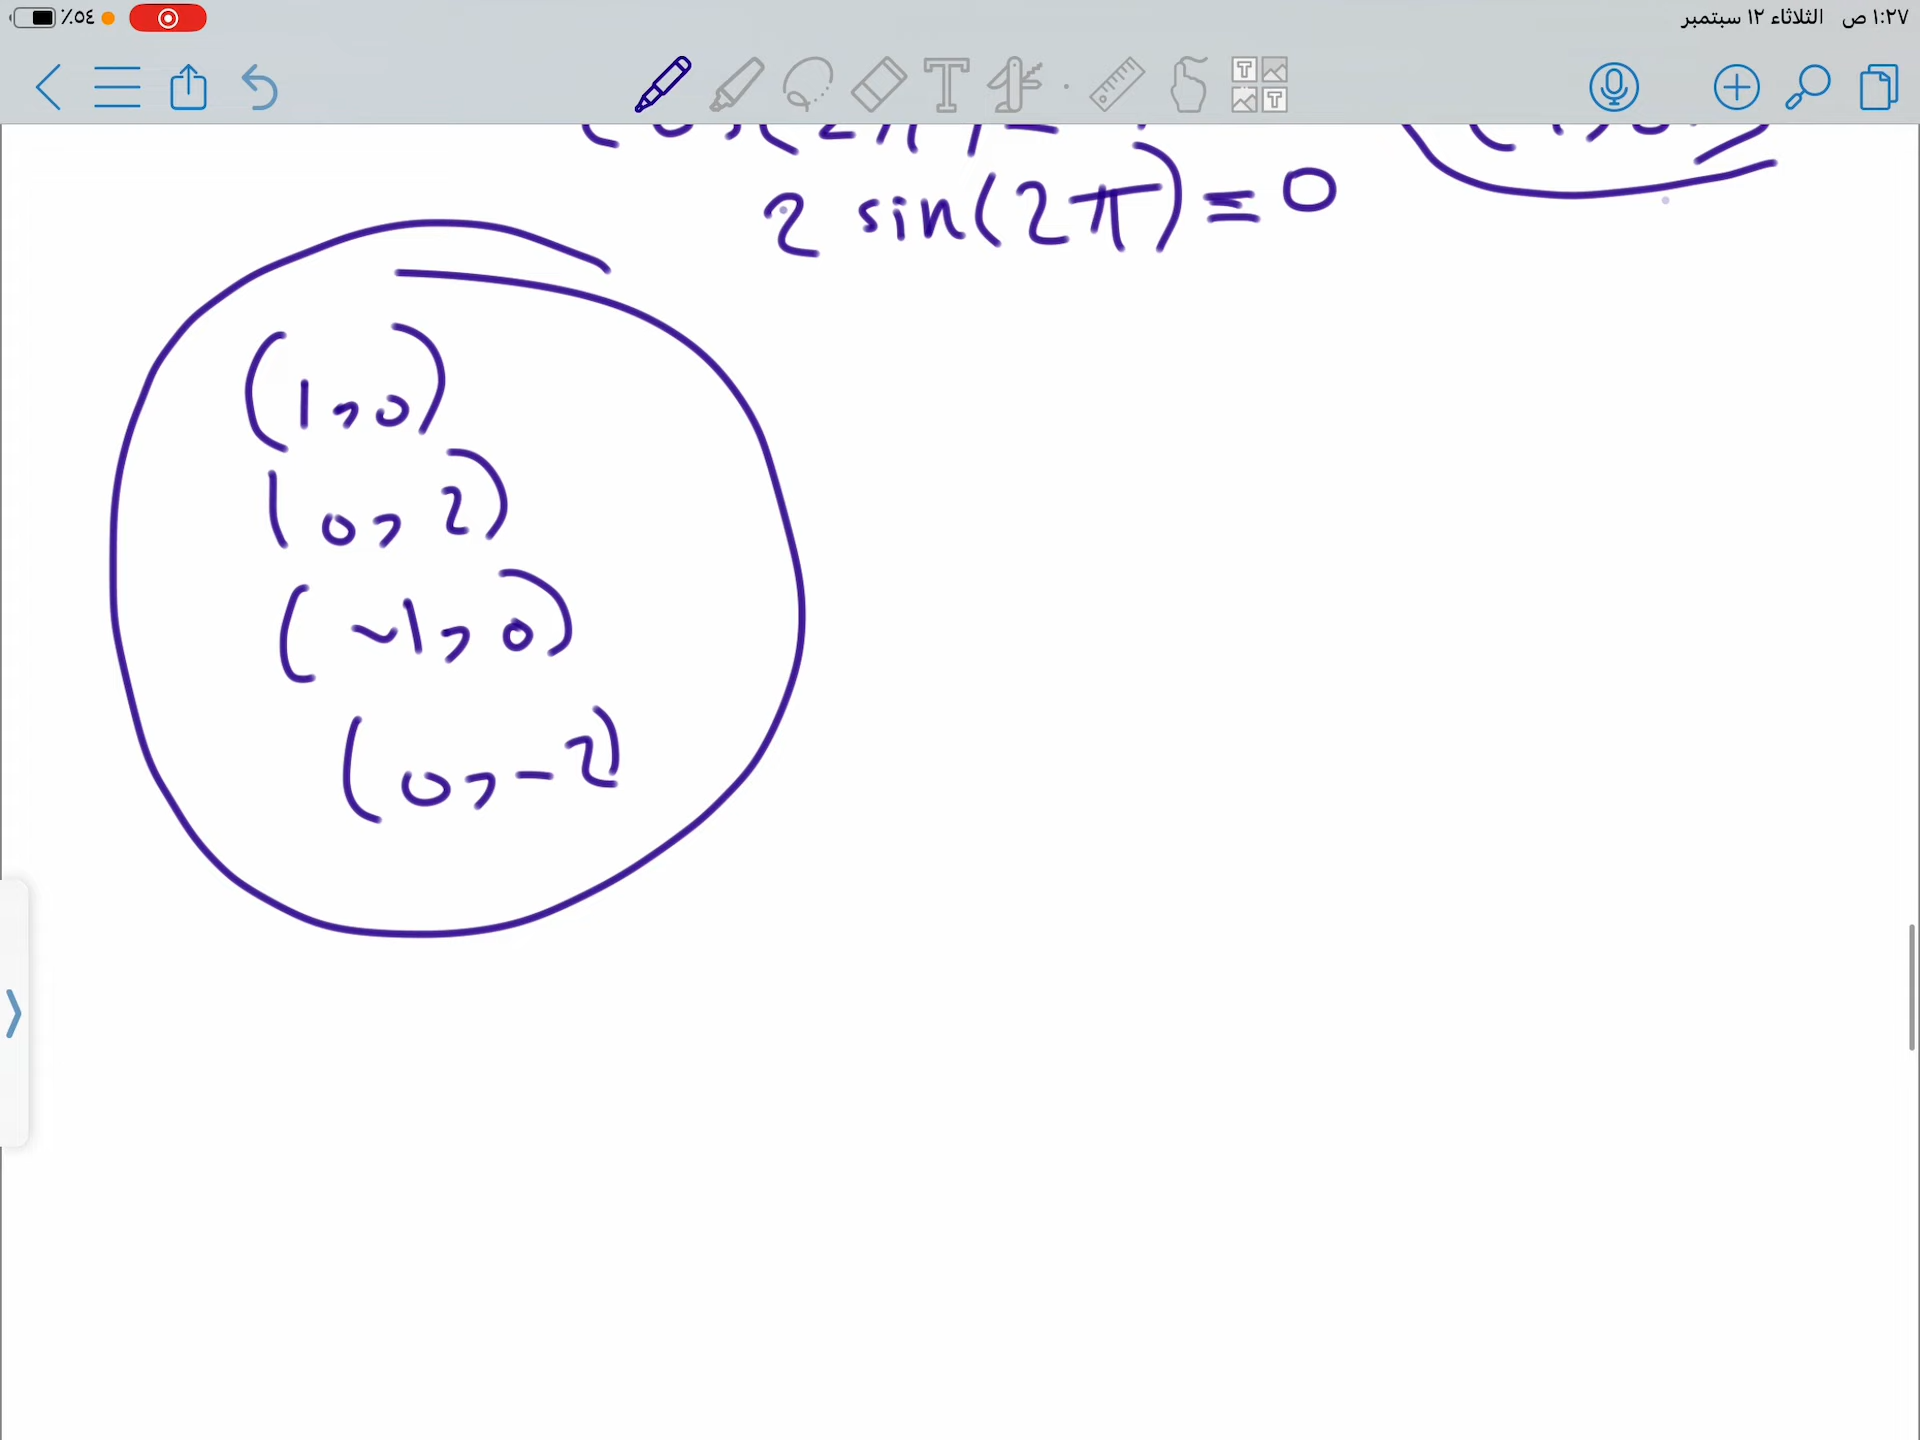 ٪٥٤
١:٢٧ ص الثلاثاء ١٢ سبتمبر
2 sin(2π) = 0
(1, 0)
(0, 2)
(-1, 0)
(0, -2)